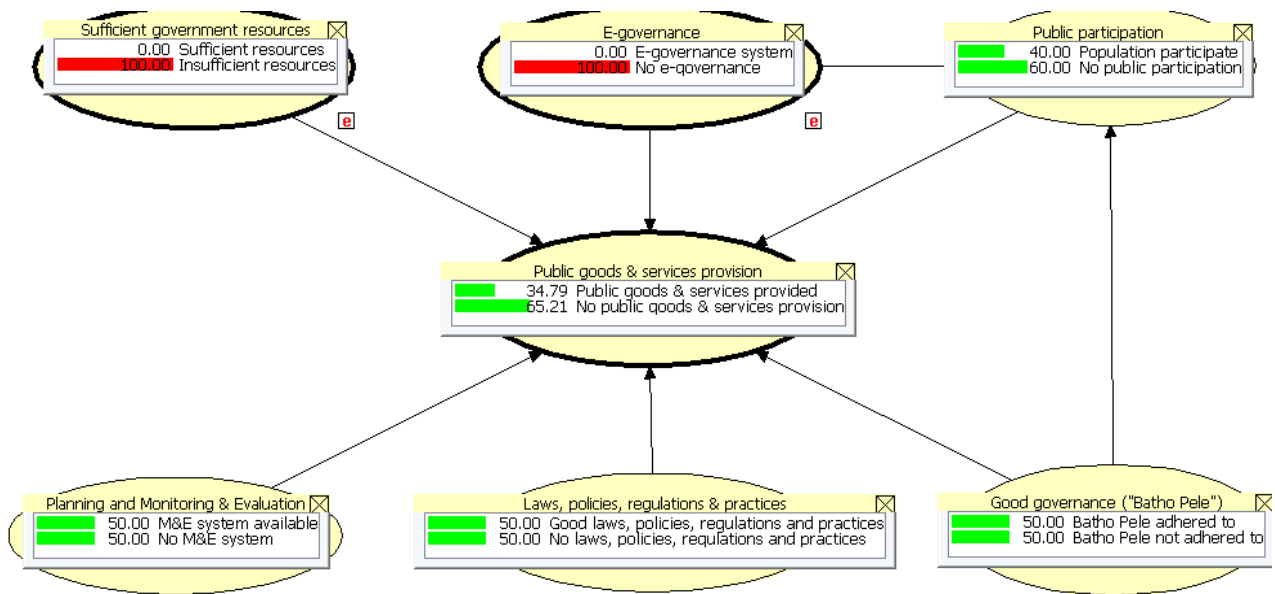 Sufficient government resources
0.00 Sufficient resources
100.00 Insufficient resources
e
E-governance
0.00 E-governance system
100.00 No e-governance
e
Public participation
40.00 Population participate
60.00 No public participation
Public goods & services provision
34.79 Public goods & services provided
65.21 No public goods & services provision
Planning and Monitoring & Evaluation
50.00 M&E system available
50.00 No M&E system
Laws, policies, regulations & practices
50.00 Good laws, policies, regulations and practices
50.00 No laws, policies, regulations and practices
Good governance ("Batho Pele")
50.00 Batho Pele adhered to
50.00 Batho Pele not adhered to